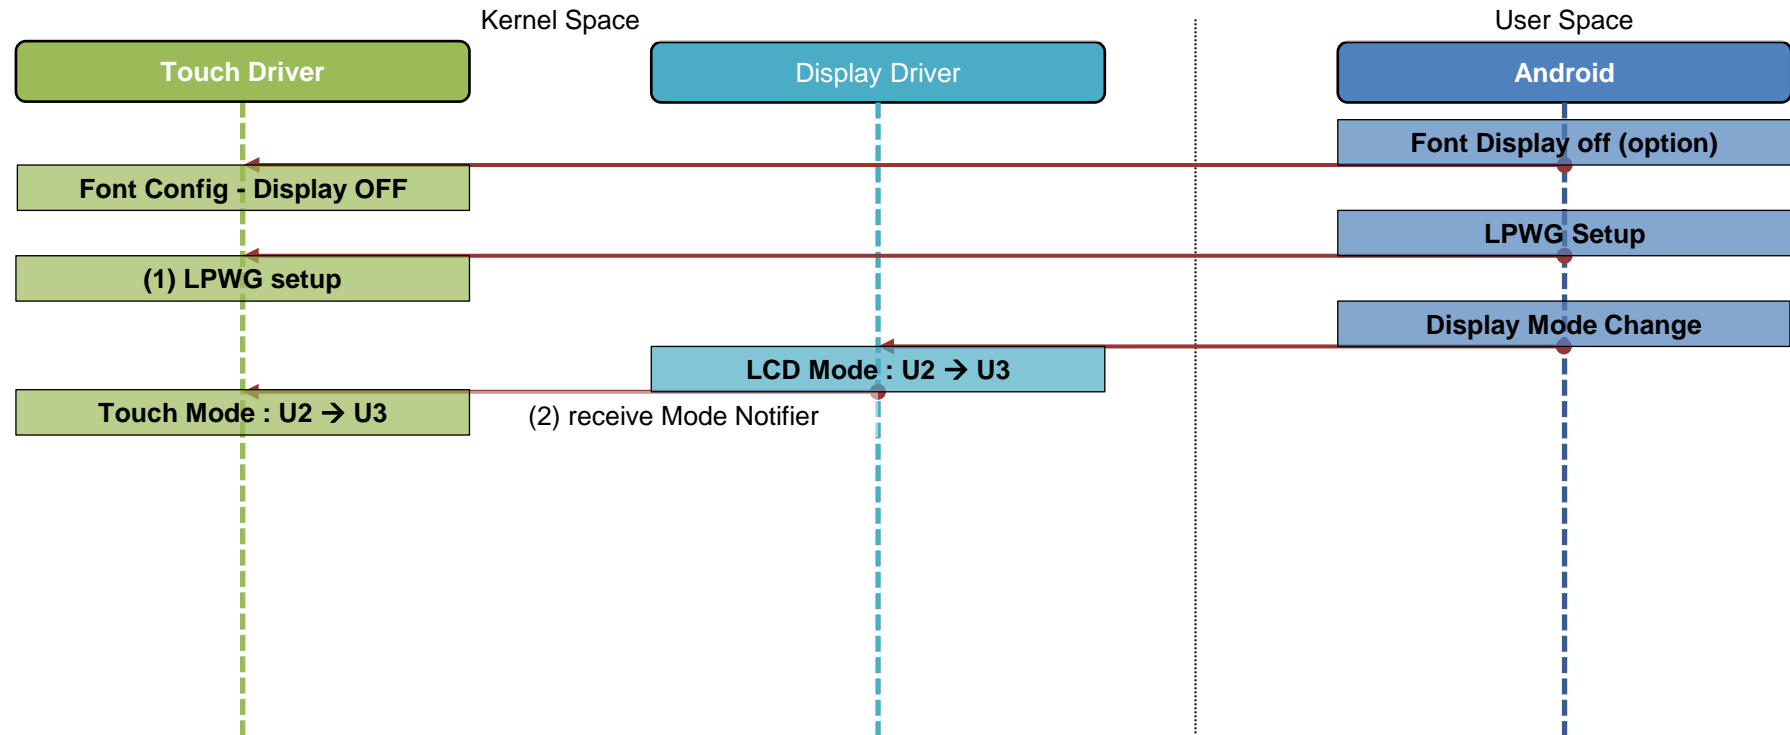 Kernel Space
User Space
Touch Driver
Display Driver
Android
Font Display off (option)
Font Config - Display OFF
LPWG Setup
(1) LPWG setup
Display Mode Change
LCD Mode : U2 → U3
Touch Mode : U2 → U3
(2) receive Mode Notifier